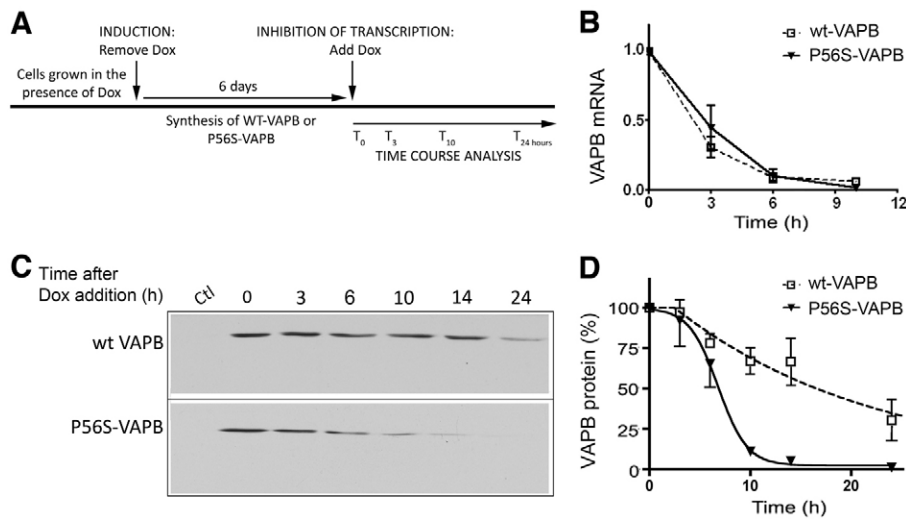 A
INDUCTION:
Remove Dox
INHIBITION OF TRANSCRIPTION:
Add Dox
Cells grown in the
presence of Dox
6 days
Synthesis of WT-VAPB or
P56S-VAPB
T0 T3 T10 T24 hours
TIME COURSE ANALYSIS
B
wt-VAPB
P56S-VAPB
VAPB mRNA
1.0
0.5
0.0
0 3 6 9 12
Time (h)
C
Time after
Dox addition (h)
Ctl 0 3 6 10 14 24
wt VAPB
P56S-VAPB
D
wt-VAPB
P56S-VAPB
VAPB protein (%)
100
75
50
25
0
0 10 20
Time (h)